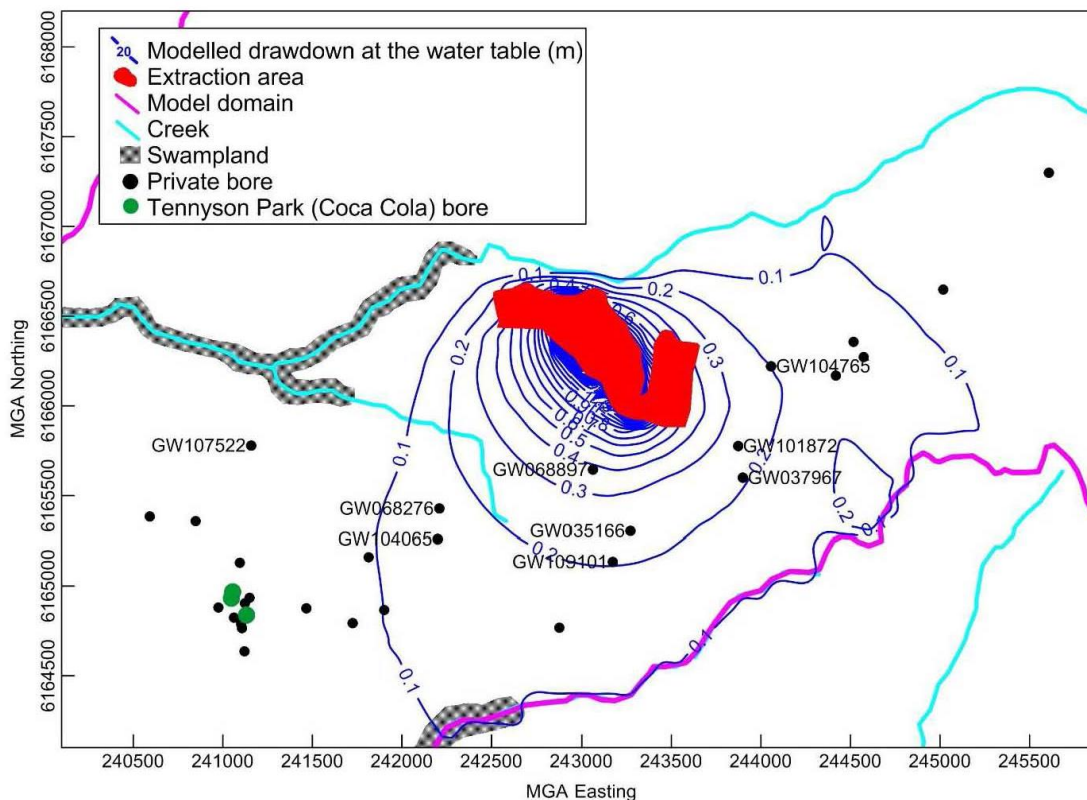 6168000
6167500
6167000
6166500
6166000
6165500
6165000
6164500
MGA Northing
20
Modelled drawdown at the water table (m)
Extraction area
Model domain
Creek
Swampland
Private bore
Tennyson Park (Coca Cola) bore
0.1
0.2
0.1
0.2
0.3
0.1
0.1
0.5
0.4
0.3
0.2
0.2
0.2
0.1
0.1
0.1
GW104765
GW107522
GW101872
GW068897
GW037967
GW068276
GW035166
GW104065
GW109101
240500 241000 241500 242000 242500 243000 243500 244000 244500 245000 245500
MGA Easting